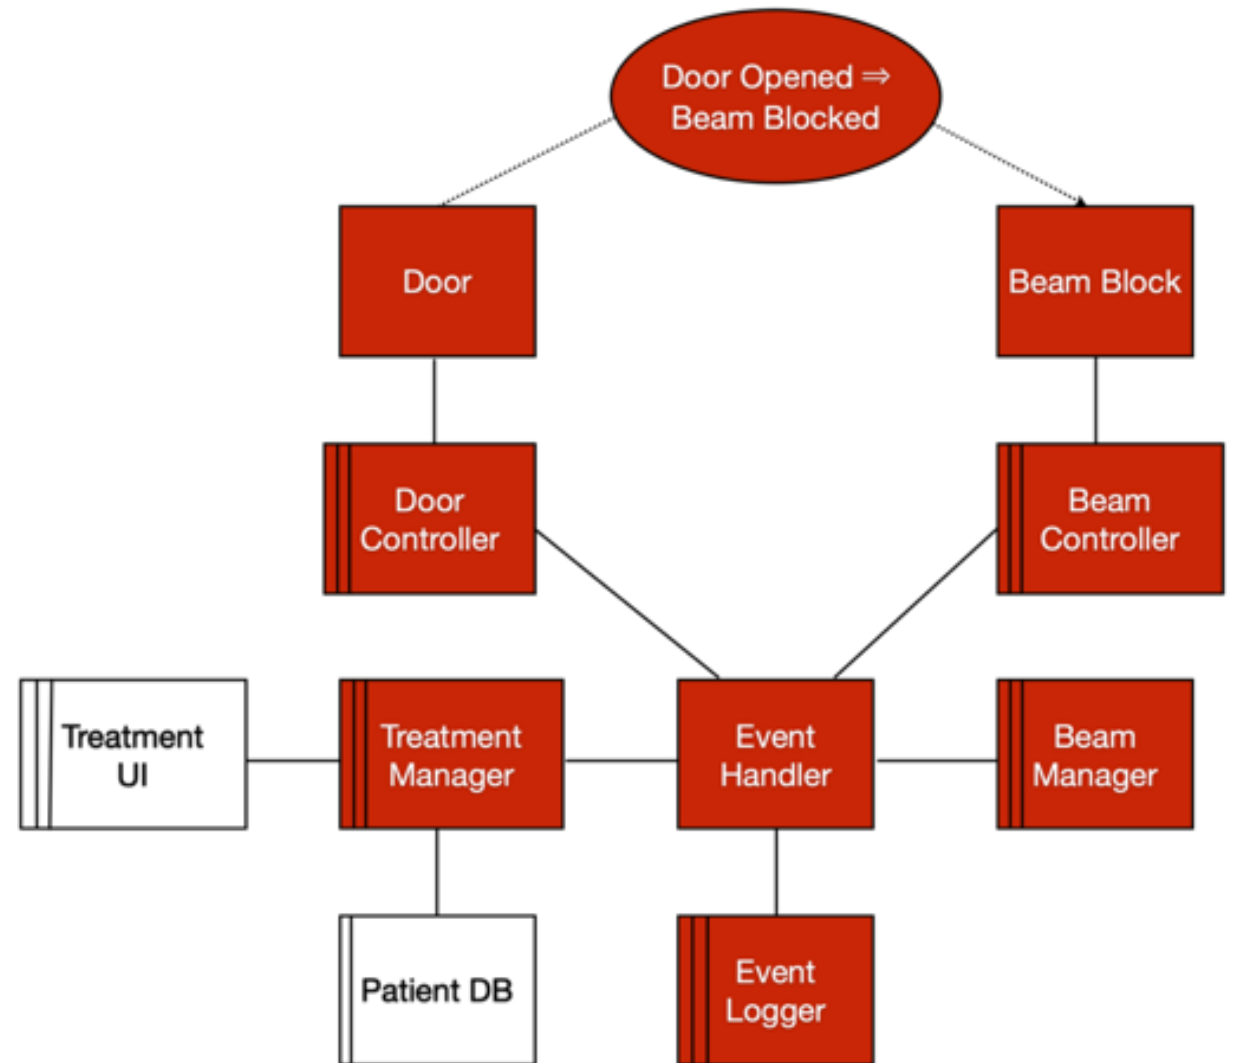 Door Opened ⇒
Beam Blocked
Door
Beam Block
Door
Controller
Beam
Controller
Treatment
UI
Treatment
Manager
Event
Handler
Beam
Manager
Patient DB
Event
Logger